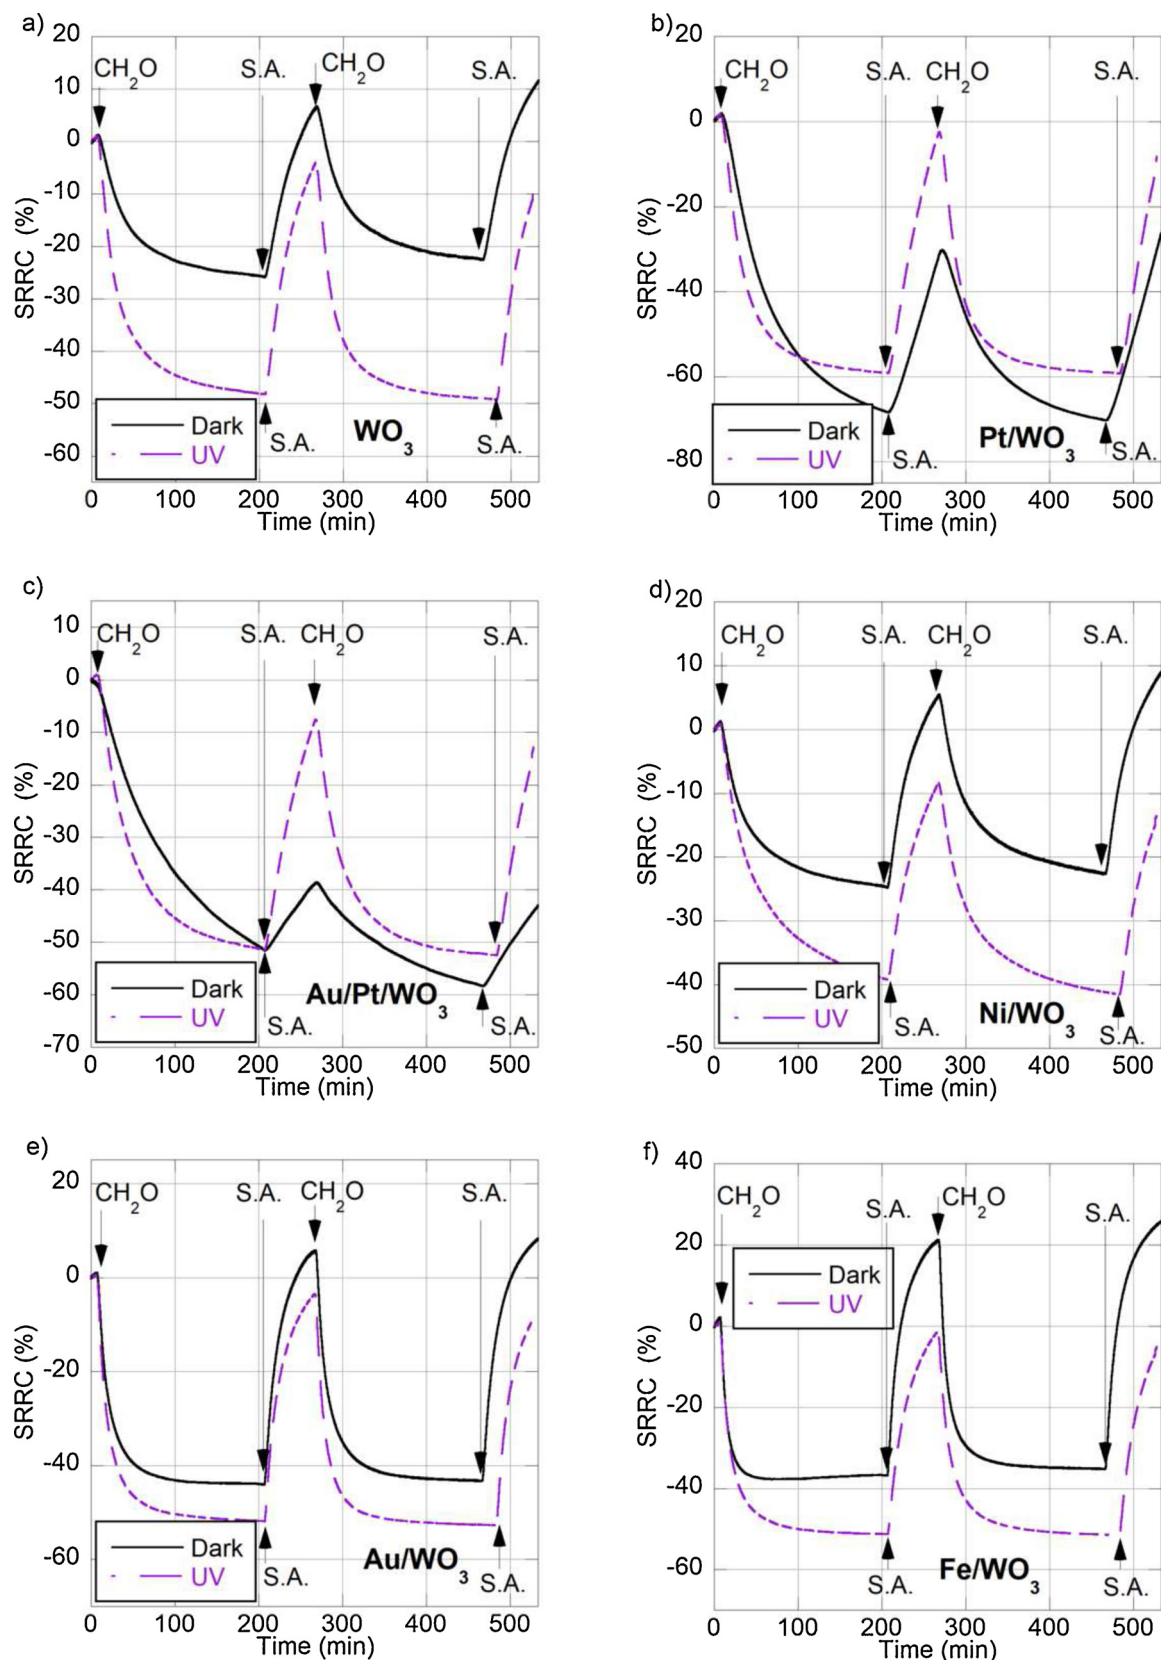 a)
20
10
0
-10
-20
-30
-40
-50
-60
SRRC (%)
CH2O
S.A.
CH2O
S.A.
Dark
UV
S.A.
WO3
S.A.
0 100 200 300 400 500
Time (min)
b)
20
0
-20
-40
-60
-80
SRRC (%)
CH2O
S.A.
CH2O
S.A.
Dark
UV
S.A.
Pt/WO3
S.A.
0 100 200 300 400 500
Time (min)
c)
10
0
-10
-20
-30
-40
-50
-60
-70
SRRC (%)
CH2O
S.A.
CH2O
S.A.
Dark
UV
S.A.
Au/Pt/WO3
S.A.
0 100 200 300 400 500
Time (min)
d)
20
10
0
-10
-20
-30
-40
-50
SRRC (%)
CH2O
S.A.
CH2O
S.A.
Dark
UV
S.A.
Ni/WO3
S.A.
0 100 200 300 400 500
Time (min)
e)
20
0
-20
-40
-60
SRRC (%)
CH2O
S.A.
CH2O
S.A.
Dark
UV
S.A.
Au/WO3
S.A.
0 100 200 300 400 500
Time (min)
f)
40
20
0
-20
-40
-60
SRRC (%)
CH2O
S.A.
CH2O
S.A.
Dark
UV
S.A.
Fe/WO3
S.A.
0 100 200 300 400 500
Time (min)